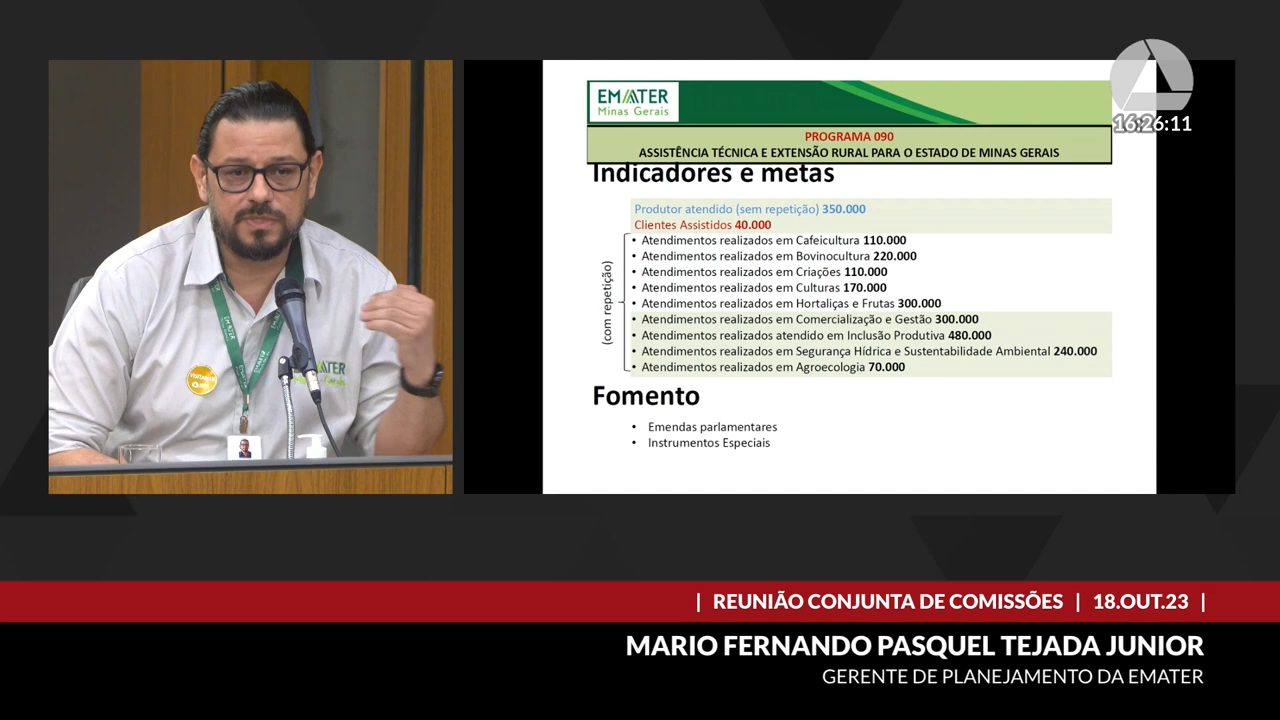 EMATER
Minas Gerais
16:26:11
PROGRAMA 090
ASSISTÊNCIA TÉCNICA E EXTENSÃO RURAL PARA O ESTADO DE MINAS GERAIS
Indicadores e metas
Produtor atendido (sem repetição) 350.000
Clientes Assistidos 40.000
(com repetição)
• Atendimentos realizados em Cafeicultura 110.000
• Atendimentos realizados em Bovinocultura 220.000
• Atendimentos realizados em Criações 110.000
• Atendimentos realizados em Culturas 170.000
• Atendimentos realizados em Hortaliças e Frutas 300.000
• Atendimentos realizados em Comercialização e Gestão 300.000
• Atendimentos realizados atendido em Inclusão Produtiva 480.000
• Atendimentos realizados em Segurança Hídrica e Sustentabilidade Ambiental 240.000
• Atendimentos realizados em Agroecologia 70.000
Fomento
• Emendas parlamentares
• Instrumentos Especiais
EMATER
| REUNIÃO CONJUNTA DE COMISSÕES | 18.OUT.23 |
MARIO FERNANDO PASQUEL TEJADA JUNIOR
GERENTE DE PLANEJAMENTO DA EMATER